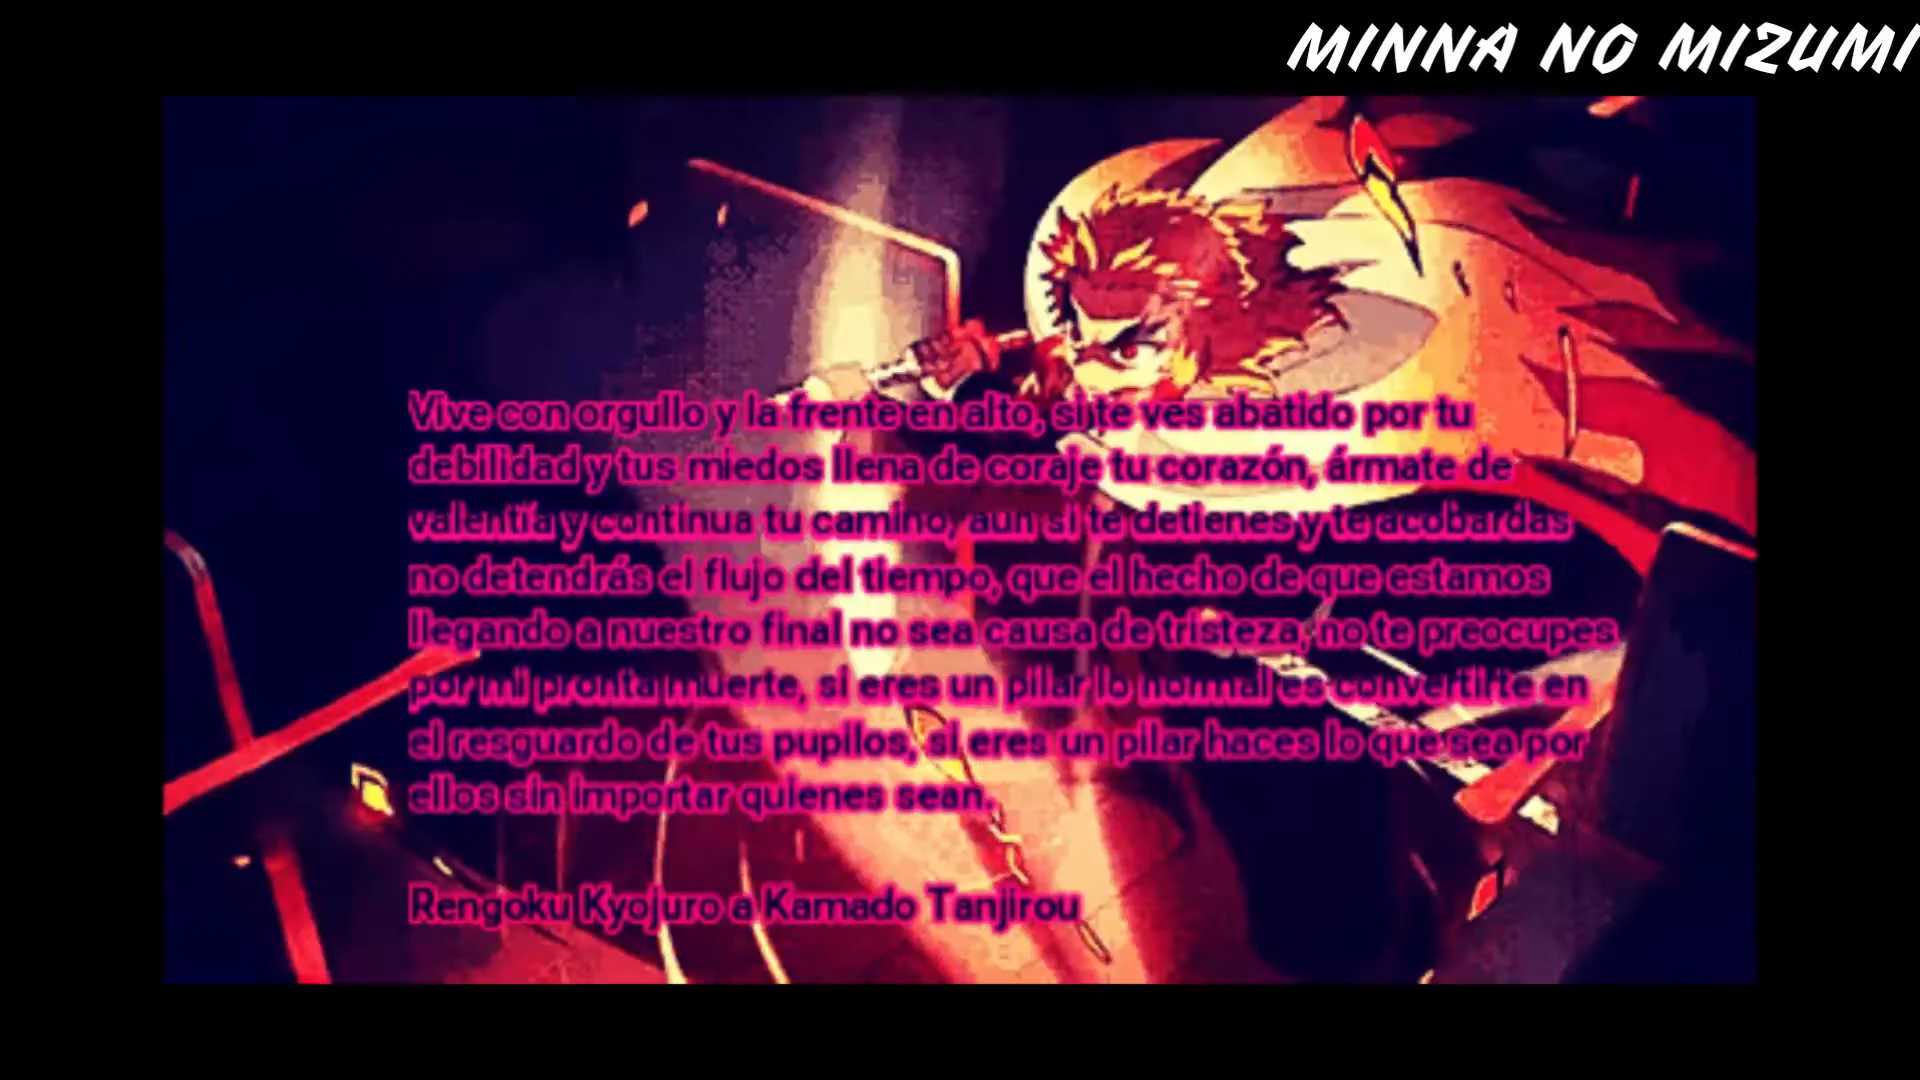 MINNA NO MIZUMI
Vive con orgullo y la frente en alto, si te ves abatido por tu
debilidad y tus miedos llena de coraje tu corazón, ármate de
valentía y continua tu camino, aun si te detienes y te acobardas
no detendrás el flujo del tiempo, que el hecho de que estamos
llegando a nuestro final no sea causa de tristeza, no te preocupes
por mi pronta muerte, si eres un pilar lo normal es convertirte en
el resguardo de tus pupilos, si eres un pilar haces lo que sea por
ellos sin importar quienes sean.
Rengoku Kyojuro a Kamado Tanjirou